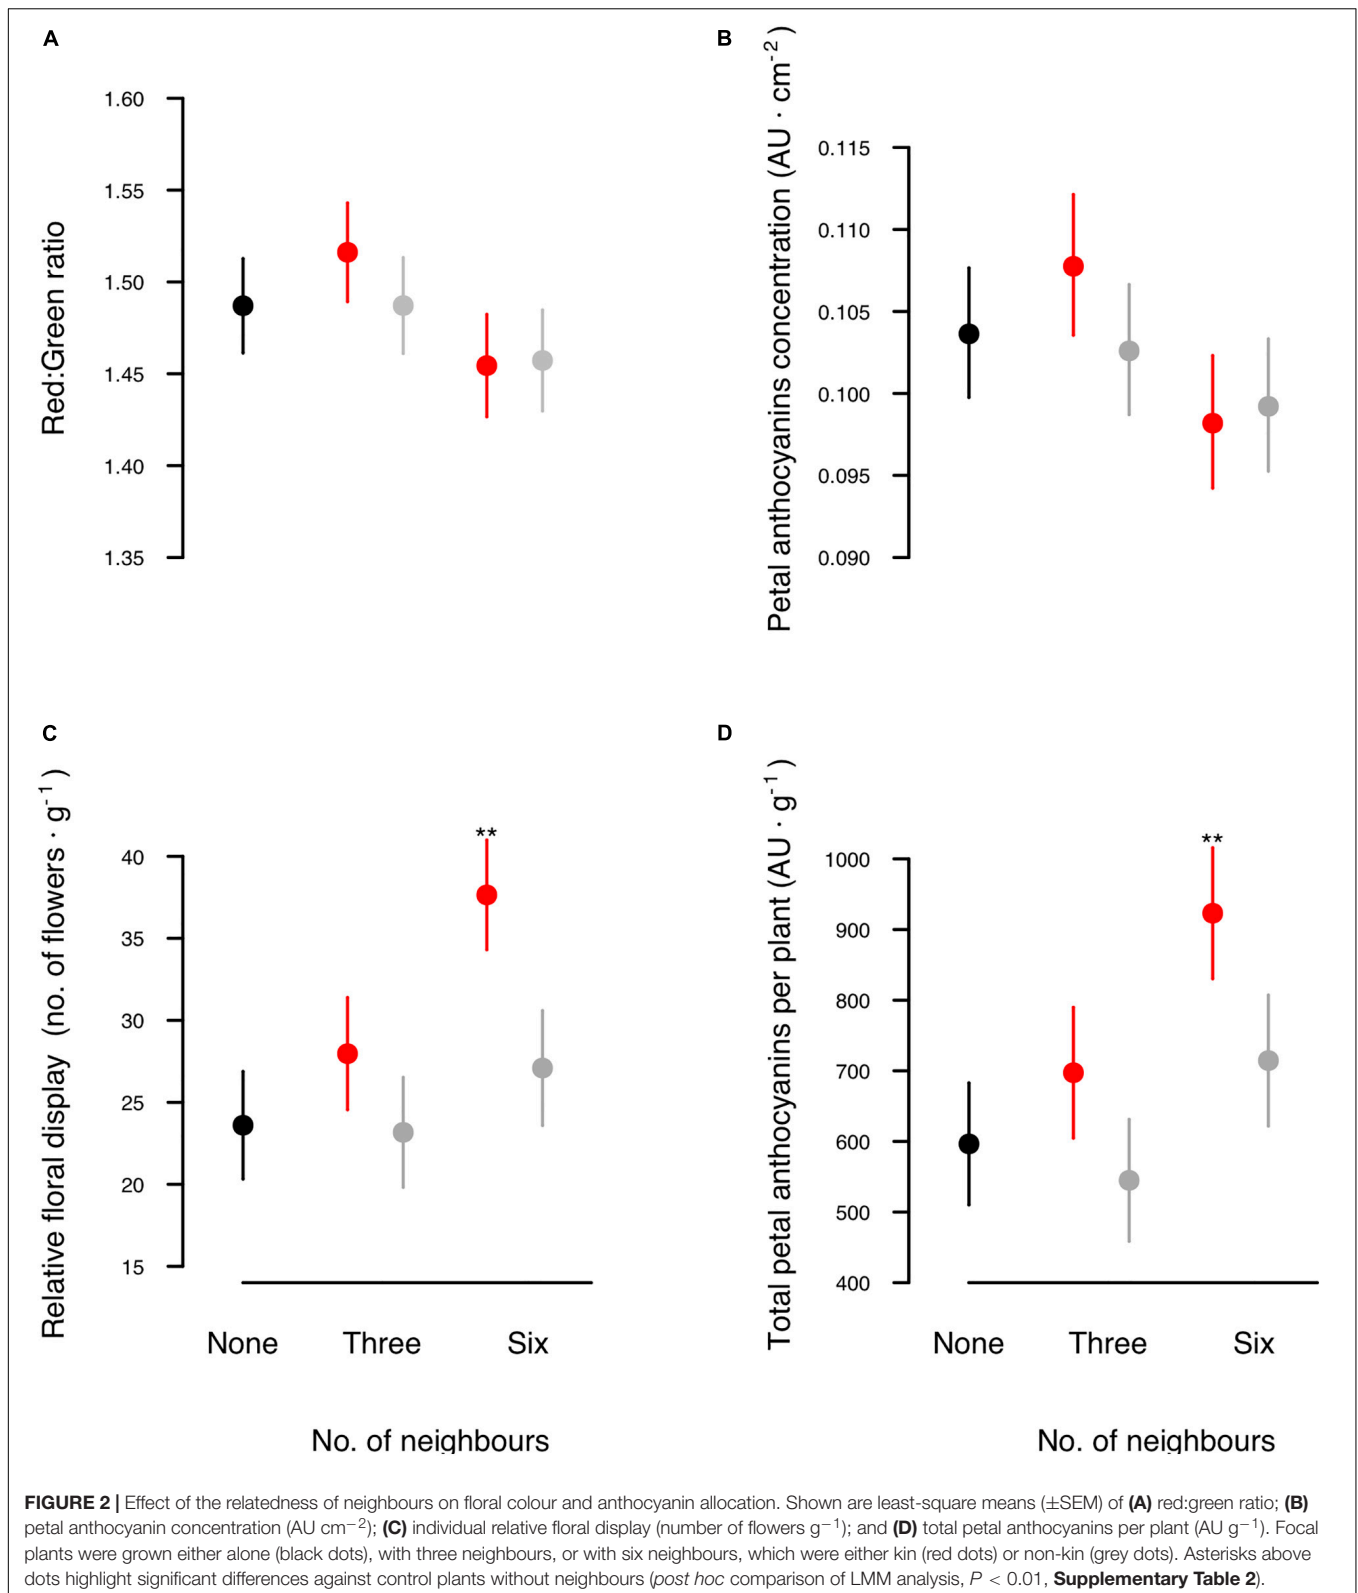 A
1.60
1.55
1.50
1.45
1.40
1.35
Red:Green ratio
B
0.115
0.110
0.105
0.100
0.095
0.090
Petal anthocyanins concentration (AU · cm-2)
C
40
35
30
25
20
15
Relative floral display (no. of flowers · g-1)
**
None Three Six
No. of neighbours
D
1000
900
800
700
600
500
400
Total petal anthocyanins per plant (AU · g-1)
**
None Three Six
No. of neighbours
FIGURE 2 | Effect of the relatedness of neighbours on floral colour and anthocyanin allocation. Shown are least-square means (±SEM) of (A) red:green ratio; (B)
petal anthocyanin concentration (AU cm−2); (C) individual relative floral display (number of flowers g−1); and (D) total petal anthocyanins per plant (AU g−1). Focal
plants were grown either alone (black dots), with three neighbours, or with six neighbours, which were either kin (red dots) or non-kin (grey dots). Asterisks above
dots highlight significant differences against control plants without neighbours (post hoc comparison of LMM analysis, P < 0.01, Supplementary Table 2).